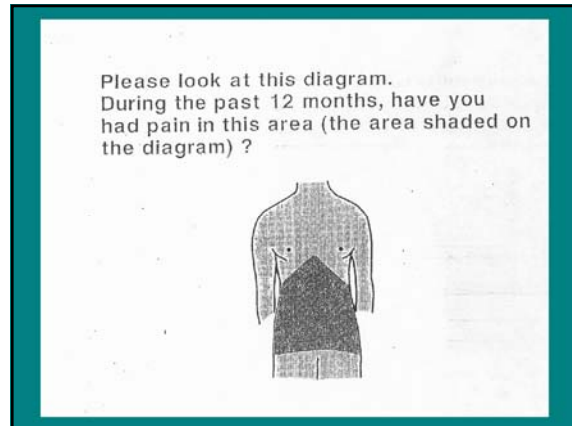 Please look at this diagram.
During the past 12 months, have you
had pain in this area (the area shaded on
the diagram) ?